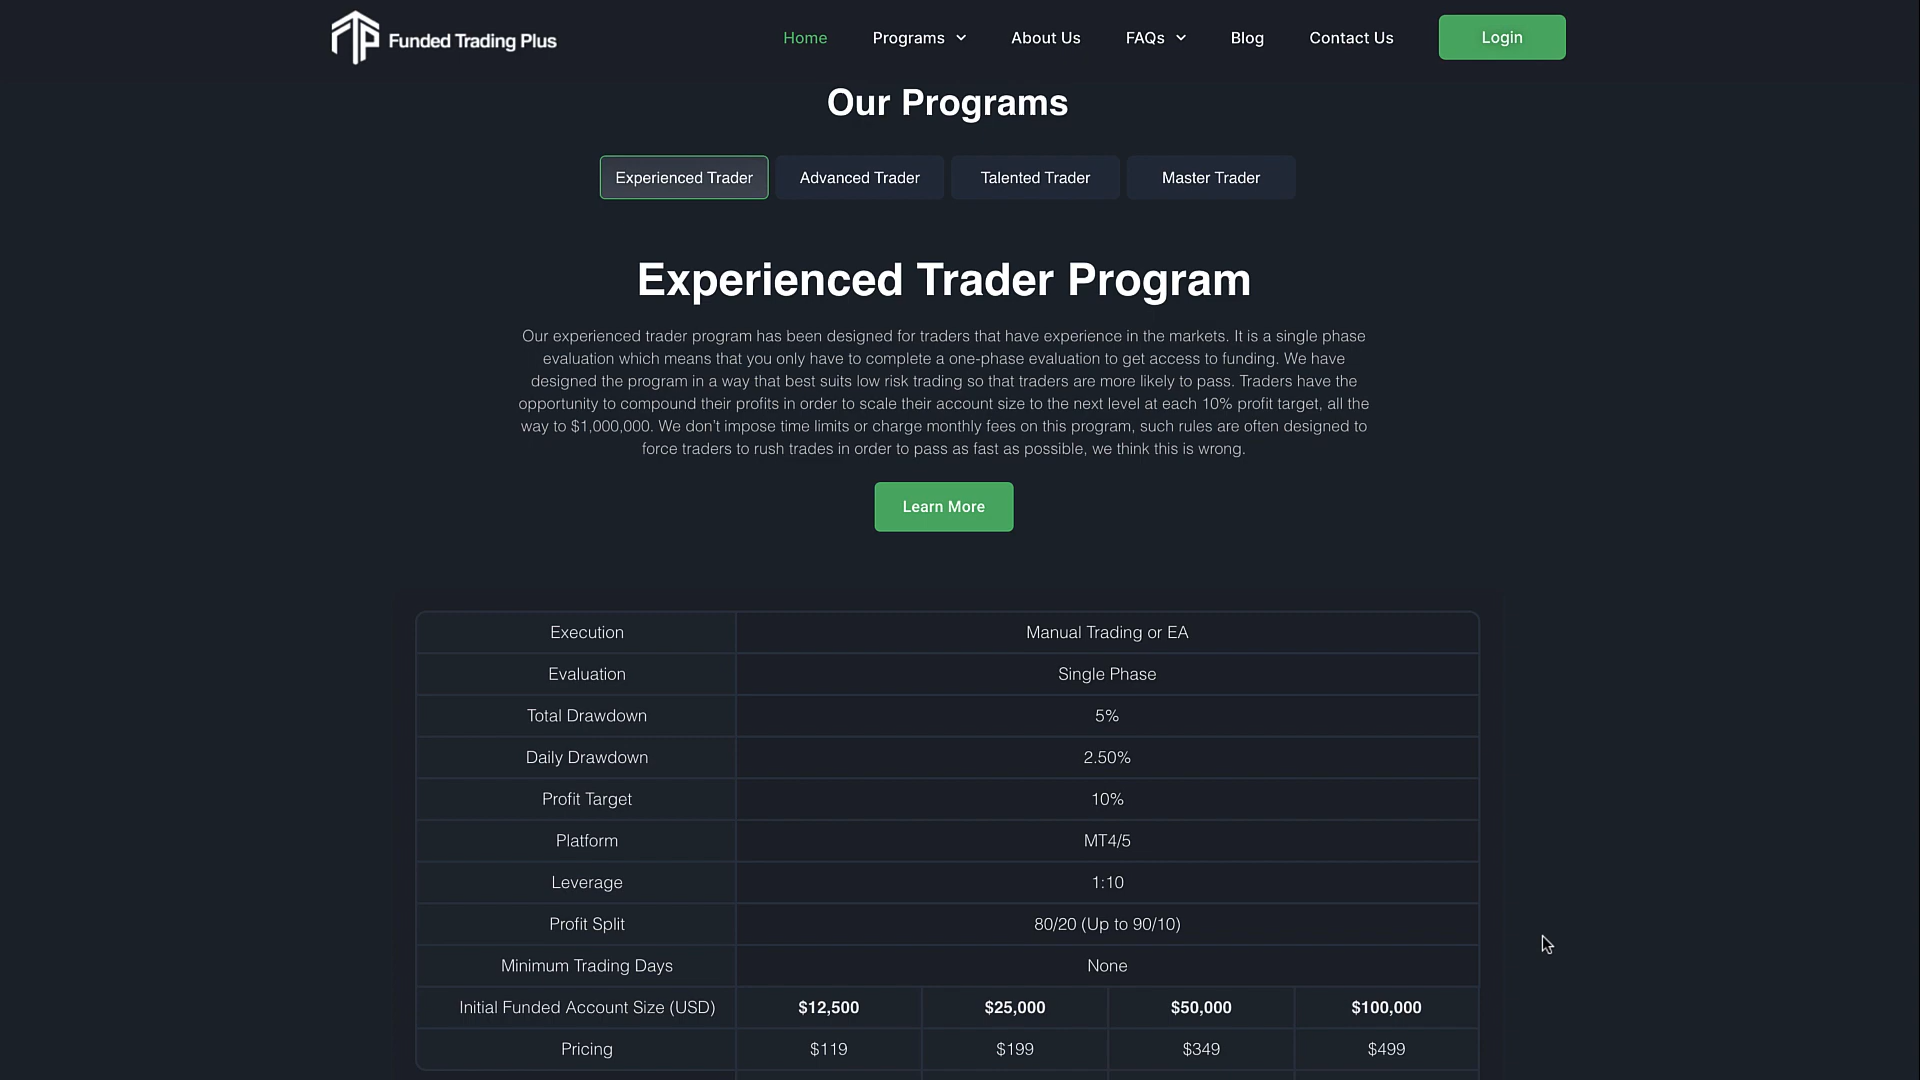 Funded Trading Plus
Home Programs About Us FAQs Blog Contact Us Login
Our Programs
Experienced Trader Advanced Trader Talented Trader Master Trader
Experienced Trader Program
Our experienced trader program has been designed for traders that have experience in the markets. It is a single phase
evaluation which means that you only have to complete a one-phase evaluation to get access to funding. We have
designed the program in a way that best suits low risk trading so that traders are more likely to pass. Traders have the
opportunity to compound their profits in order to scale their account size to the next level at each 10% profit target, all the
way to $1,000,000. We don’t impose time limits or charge monthly fees on this program, such rules are often designed to
force traders to rush trades in order to pass as fast as possible, we think this is wrong.
Learn More
Execution Manual Trading or EA
Evaluation Single Phase
Total Drawdown 5%
Daily Drawdown 2.50%
Profit Target 10%
Platform MT4/5
Leverage 1:10
Profit Split 80/20 (Up to 90/10)
Minimum Trading Days None
Initial Funded Account Size (USD) $12,500 $25,000 $50,000 $100,000
Pricing $119 $199 $349 $499